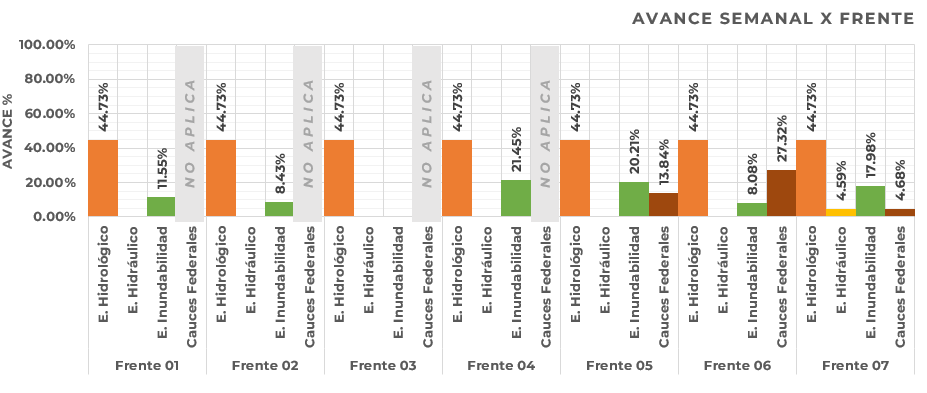 AVANCE SEMANAL X FRENTE
AVANCE %
100.00%
80.00%
60.00%
40.00%
20.00%
0.00%
44.73%
11.55%
NO APLICA
44.73%
8.43%
NO APLICA
44.73%
NO APLICA
44.73%
21.45%
NO APLICA
44.73%
20.21%
13.84%
44.73%
8.08%
27.32%
44.73%
4.59%
17.98%
4.68%
E. Hidrológico
E. Hidráulico
E. Inundabilidad
Cauces Federales
E. Hidrológico
E. Hidráulico
E. Inundabilidad
Cauces Federales
E. Hidrológico
E. Hidráulico
E. Inundabilidad
Cauces Federales
E. Hidrológico
E. Hidráulico
E. Inundabilidad
Cauces Federales
E. Hidrológico
E. Hidráulico
E. Inundabilidad
Cauces Federales
E. Hidrológico
E. Hidráulico
E. Inundabilidad
Cauces Federales
E. Hidrológico
E. Hidráulico
E. Inundabilidad
Cauces Federales
Frente 01
Frente 02
Frente 03
Frente 04
Frente 05
Frente 06
Frente 07